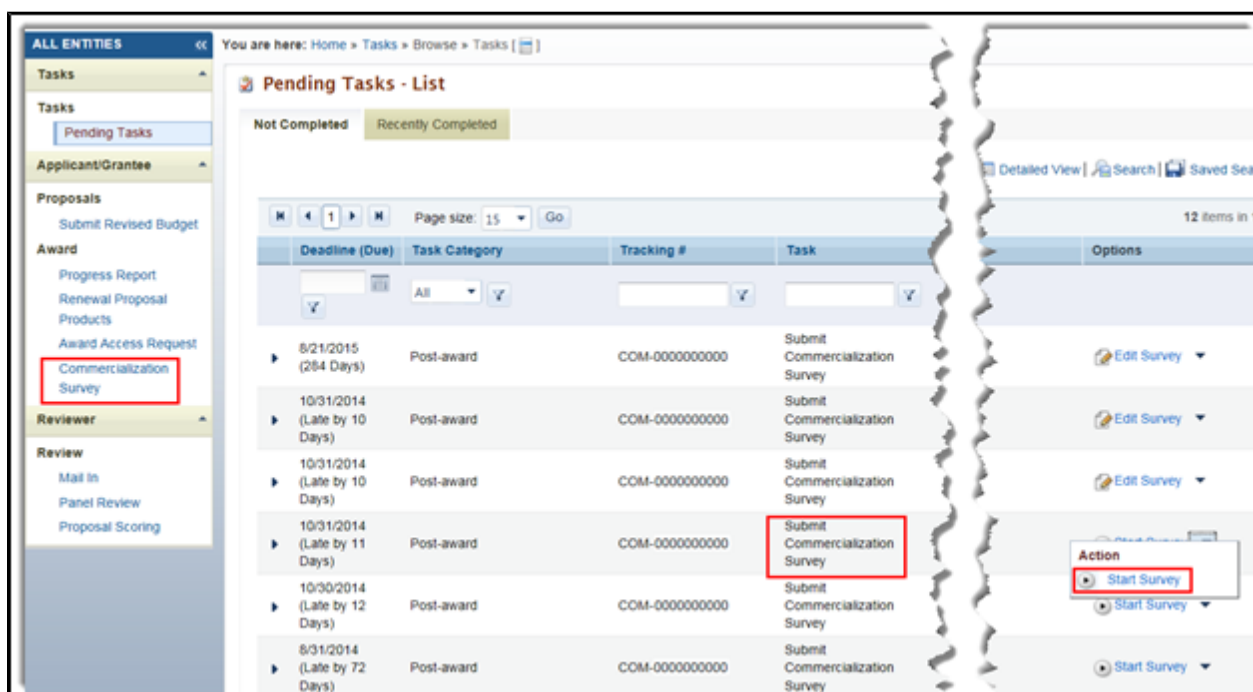 ALL ENTITIES «
You are here: Home » Tasks » Browse » Tasks [ ]
Tasks
Tasks
Pending Tasks
Applicant/Grantee
Proposals
Submit Revised Budget
Award
Progress Report
Renewal Proposal
Products
Award Access Request
Commercialization
Survey
Reviewer
Review
Mail In
Panel Review
Proposal Scoring
Pending Tasks - List
Not Completed Recently Completed
Detailed View | Search | Saved Sea
1 Page size: 15 Go 12 items in
Deadline (Due) Task Category Tracking # Task Options
All
8/21/2015
(284 Days) Post-award COM-0000000000 Submit
Commercialization
Survey Edit Survey
10/31/2014
(Late by 10
Days) Post-award COM-0000000000 Submit
Commercialization
Survey Edit Survey
10/31/2014
(Late by 10
Days) Post-award COM-0000000000 Submit
Commercialization
Survey Edit Survey
10/31/2014
(Late by 11
Days) Post-award COM-0000000000 Submit
Commercialization
Survey
Action
Start Survey
10/30/2014
(Late by 12
Days) Post-award COM-0000000000 Submit
Commercialization
Survey Start Survey
8/31/2014
(Late by 72
Days) Post-award COM-0000000000 Submit
Commercialization
Survey Start Survey